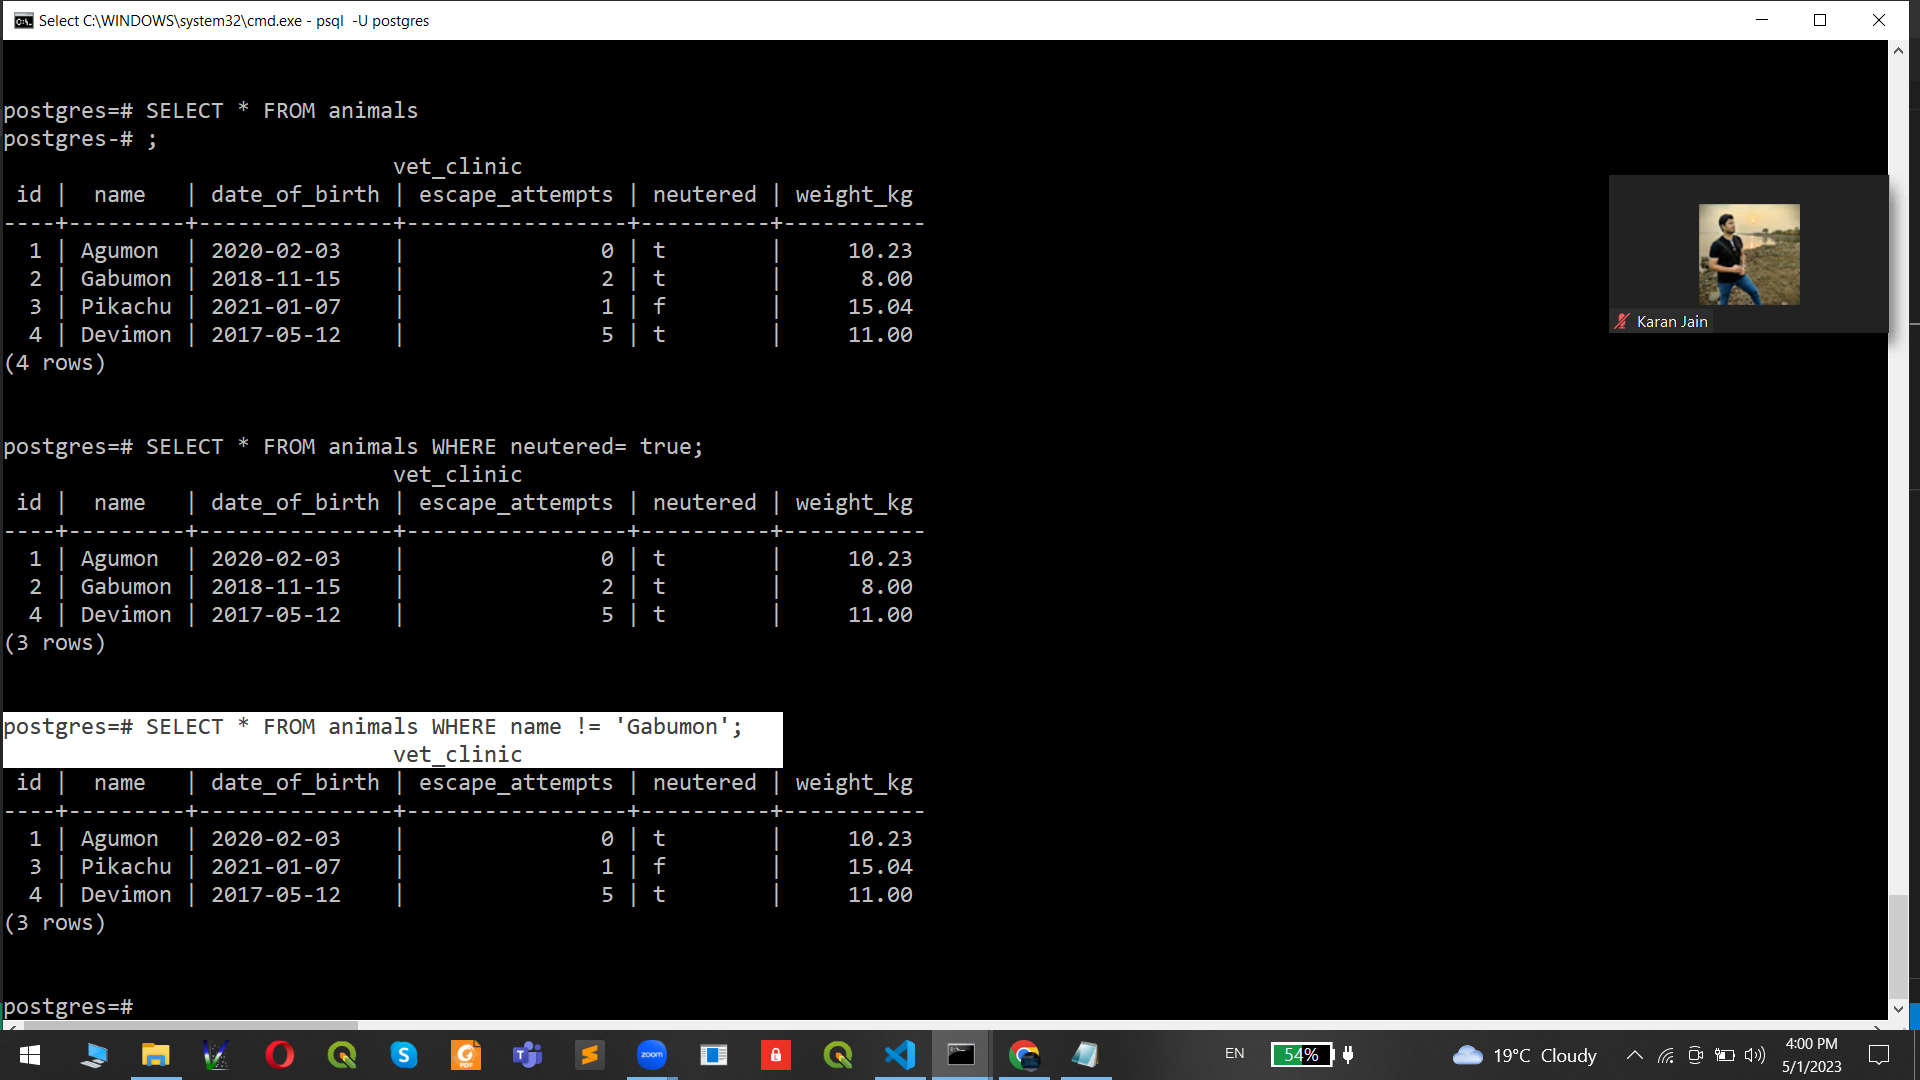 Select C:\WINDOWS\system32\cmd.exe - psql  -U postgres
postgres=# SELECT * FROM animals
postgres-# ;
                              vet_clinic
 id |  name   | date_of_birth | escape_attempts | neutered | weight_kg
----+---------+---------------+-----------------+----------+-----------
  1 | Agumon  | 2020-02-03    |               0 | t        |     10.23
  2 | Gabumon | 2018-11-15    |               2 | t        |      8.00
  3 | Pikachu | 2021-01-07    |               1 | f        |     15.04
  4 | Devimon | 2017-05-12    |               5 | t        |     11.00
(4 rows)
postgres=# SELECT * FROM animals WHERE neutered= true;
                              vet_clinic
 id |  name   | date_of_birth | escape_attempts | neutered | weight_kg
----+---------+---------------+-----------------+----------+-----------
  1 | Agumon  | 2020-02-03    |               0 | t        |     10.23
  2 | Gabumon | 2018-11-15    |               2 | t        |      8.00
  4 | Devimon | 2017-05-12    |               5 | t        |     11.00
(3 rows)
postgres=# SELECT * FROM animals WHERE name != 'Gabumon';
                              vet_clinic
 id |  name   | date_of_birth | escape_attempts | neutered | weight_kg
----+---------+---------------+-----------------+----------+-----------
  1 | Agumon  | 2020-02-03    |               0 | t        |     10.23
  3 | Pikachu | 2021-01-07    |               1 | f        |     15.04
  4 | Devimon | 2017-05-12    |               5 | t        |     11.00
(3 rows)
postgres=#
Karan Jain
zoom
PDF
EN
54%
19°C Cloudy
4:00 PM
5/1/2023